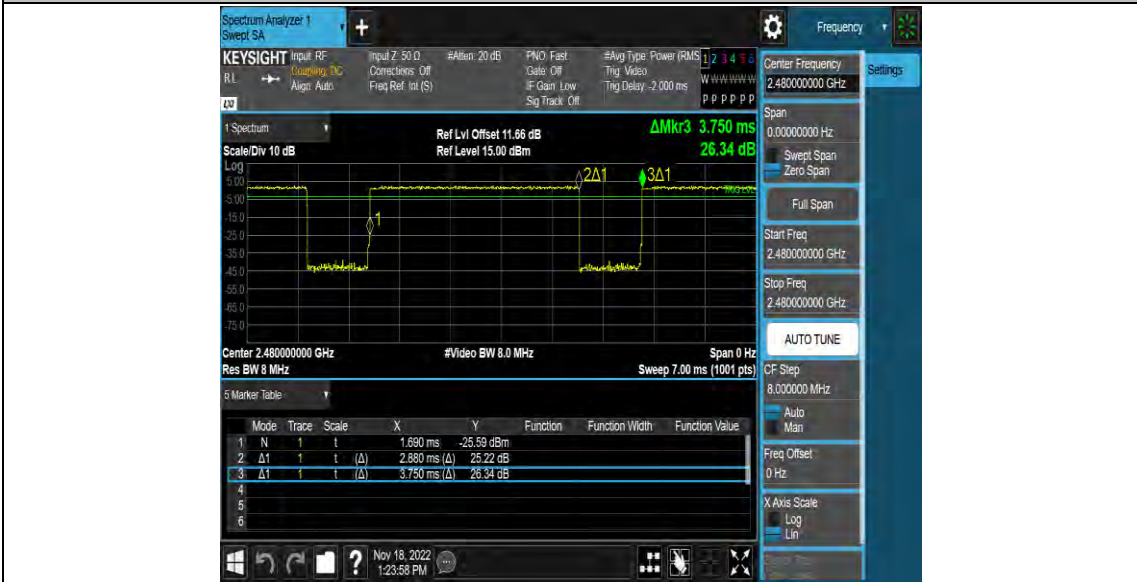 Spectrum Analyzer 1
Swept SA
+
Frequency
KEYSIGHT Input: RF
Coupling: DC
Align: Auto
R L
LXI
Input Z: 50 Ω
Corrections: Off
Freq Ref: Int (S)
#Atten: 20 dB
PNO: Fast
Gate: Off
IF Gain: Low
Sig Track: Off
#Avg Type: Power (RMS
Trig: Video
Trig Delay: -2.000 ms
1 2 3 4 5 6
W W W W W W
P P P P P P
Center Frequency
2.480000000 GHz
Settings
Span
0.00000000 Hz
Swept Span
Zero Span
Full Span
Start Freq
2.480000000 GHz
Stop Freq
2.480000000 GHz
AUTO TUNE
CF Step
8.000000 MHz
Auto
Man
Freq Offset
0 Hz
X Axis Scale
Log
Lin
1 Spectrum
Scale/Div 10 dB
Ref Lvl Offset 11.66 dB
Ref Level 15.00 dBm
ΔMkr3 3.750 ms
26.34 dB
Log
5.00
-5.00
-15.0
-25.0
-35.0
-45.0
-55.0
-65.0
-75.0
1
2Δ1
3Δ1
TRIG LVL
Center 2.480000000 GHz
#Video BW 8.0 MHz
Span 0 Hz
Res BW 8 MHz
Sweep 7.00 ms (1001 pts)
5 Marker Table
Mode Trace Scale X Y Function Function Width Function Value
1 N 1 t 1.690 ms -25.59 dBm
2 Δ1 1 t (Δ) 2.880 ms (Δ) 25.22 dB
3 Δ1 1 t (Δ) 3.750 ms (Δ) 26.34 dB
4
5
6
?
Nov 18, 2022
1:23:58 PM